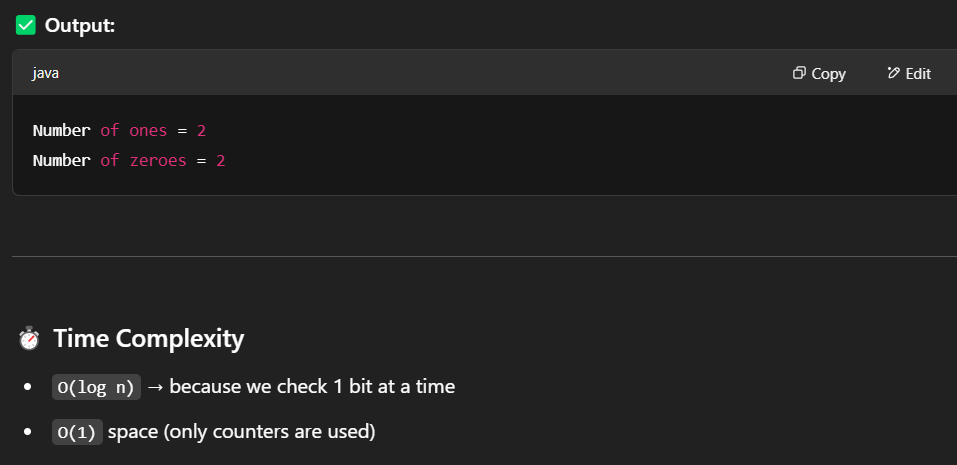 ✅ Output:
java Copy Edit
Number of ones = 2
Number of zeroes = 2
⏱️ Time Complexity
• O(log n) → because we check 1 bit at a time
• O(1) space (only counters are used)